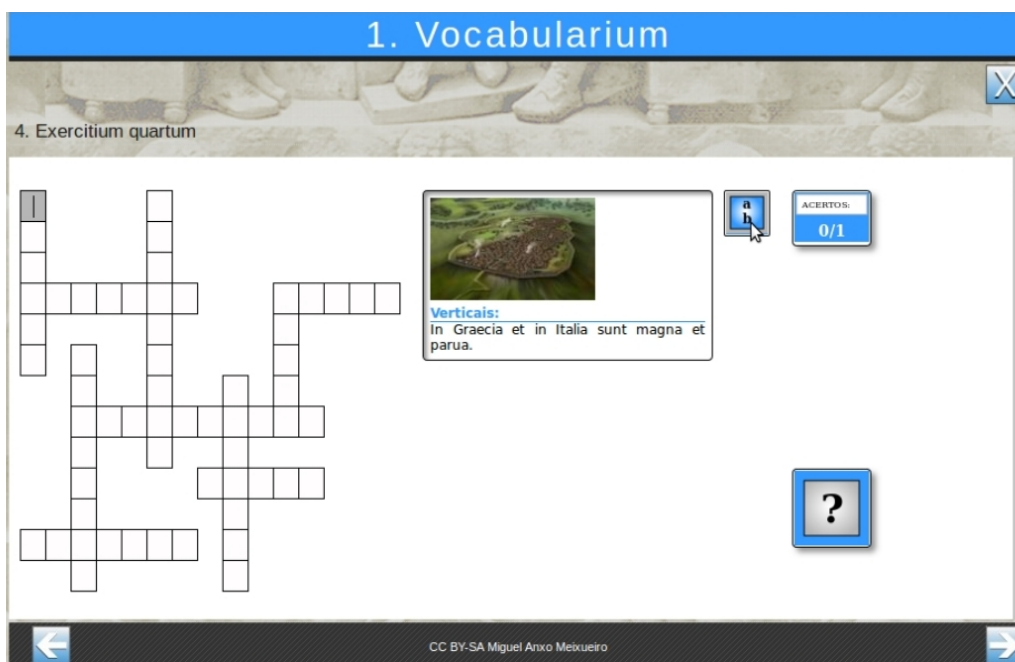 1. Vocabularium
X
4. Exercitium quartum
a
b
ACERTOS:
0/1
Verticais:
In Graecia et in Italia sunt magna et
parua.
?
CC BY-SA Miguel Anxo Meixueiro